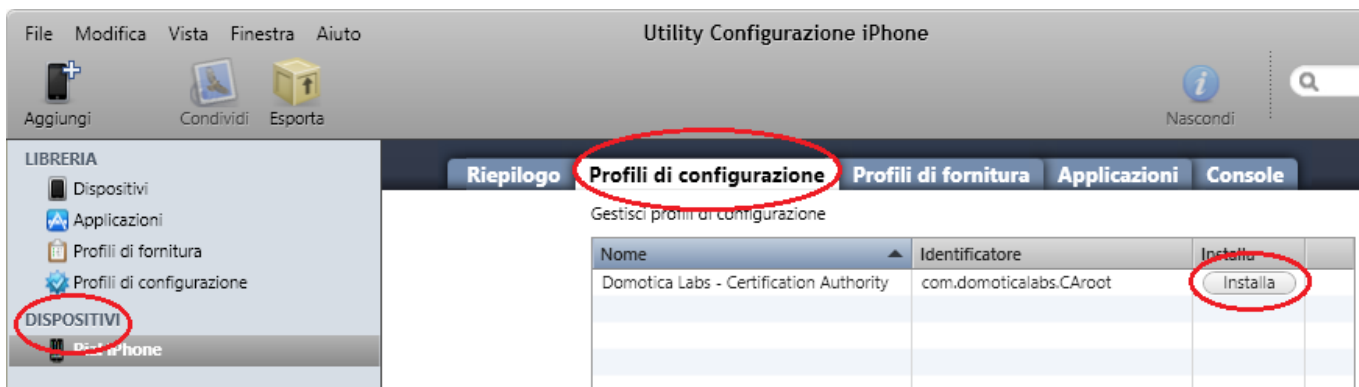 File Modifica Vista Finestra Aiuto
Utility Configurazione iPhone
Aggiungi Condividi Esporta
Nascondi
LIBRERIA
Dispositivi
Applicazioni
Profili di fornitura
Profili di configurazione
DISPOSITIVI
iPhone
Riepilogo Profili di configurazione Profili di fornitura Applicazioni Console
Gestisci profili di configurazione
Nome Identificatore Installa
Domotica Labs - Certification Authority com.domoticalabs.CAroot Installa